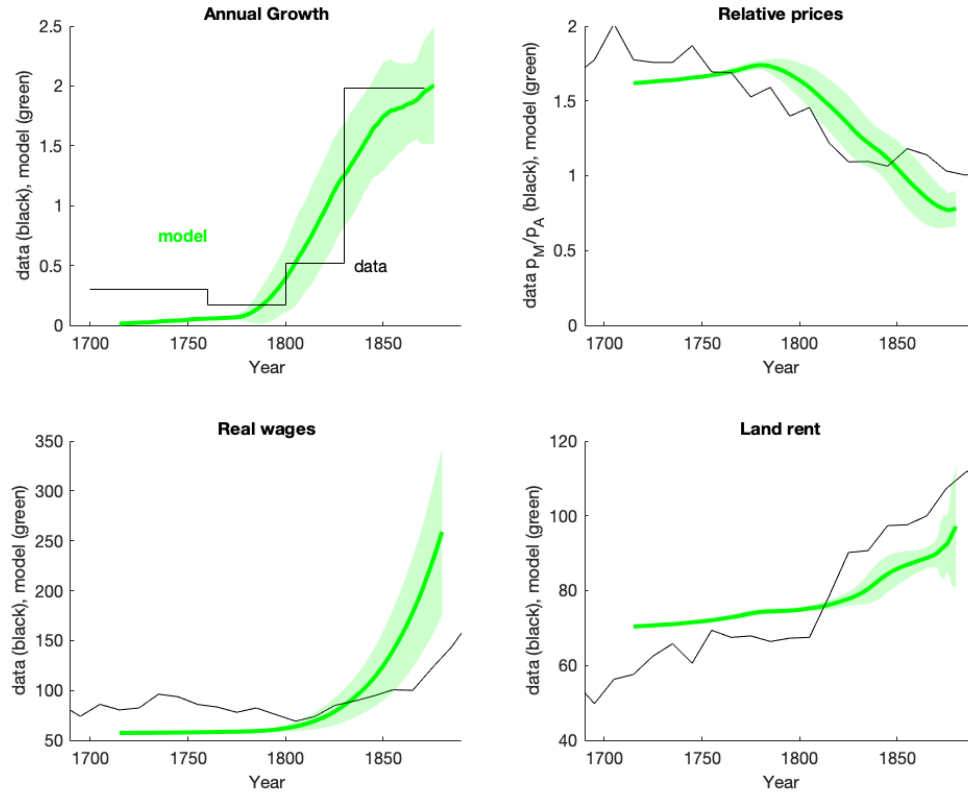 Annual Growth
data (black), model (green)
2.5
2
1.5
1
0.5
0
model
data
1700
1750
1800
1850
Year
Relative prices
data p_M/p_A (black), model (green)
2
1.5
1
0.5
0
1700
1750
1800
1850
Year
Real wages
data (black), model (green)
350
300
250
200
150
100
50
1700
1750
1800
1850
Year
Land rent
data (black), model (green)
120
100
80
60
40
1700
1750
1800
1850
Year